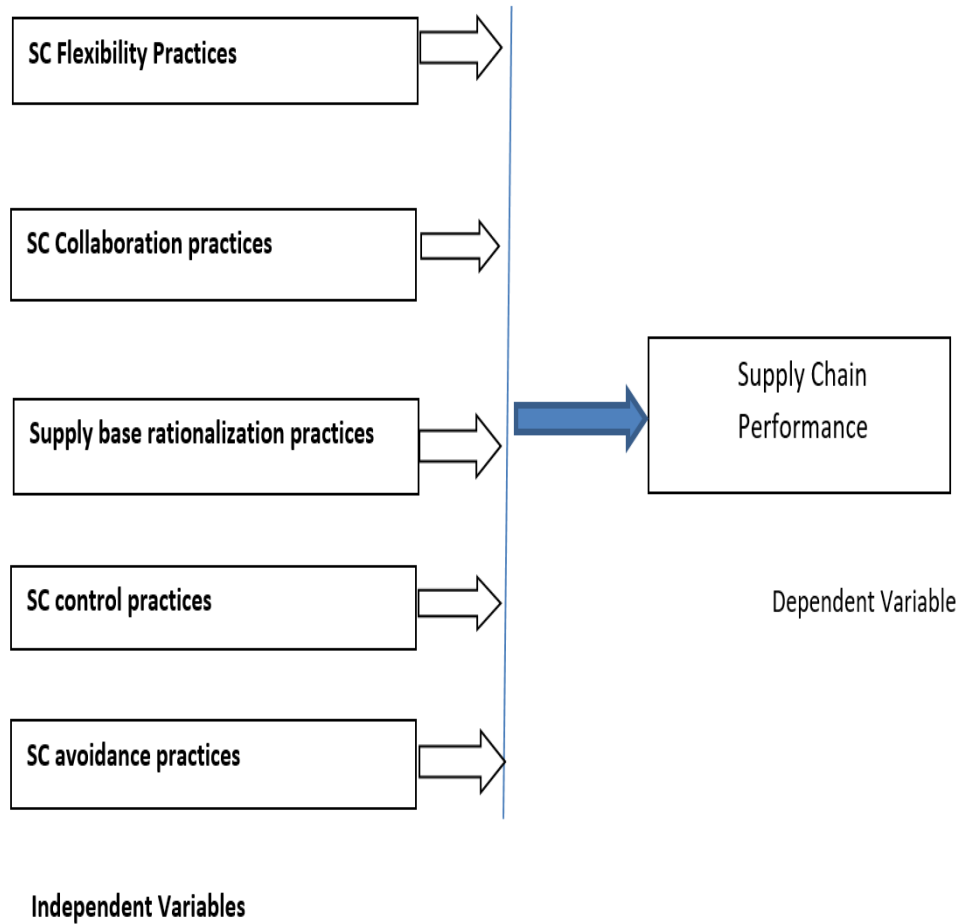 SC Flexibility Practices
SC Collaboration practices
Supply base rationalization practices
SC control practices
SC avoidance practices
Independent Variables
Supply Chain
Performance
Dependent Variable